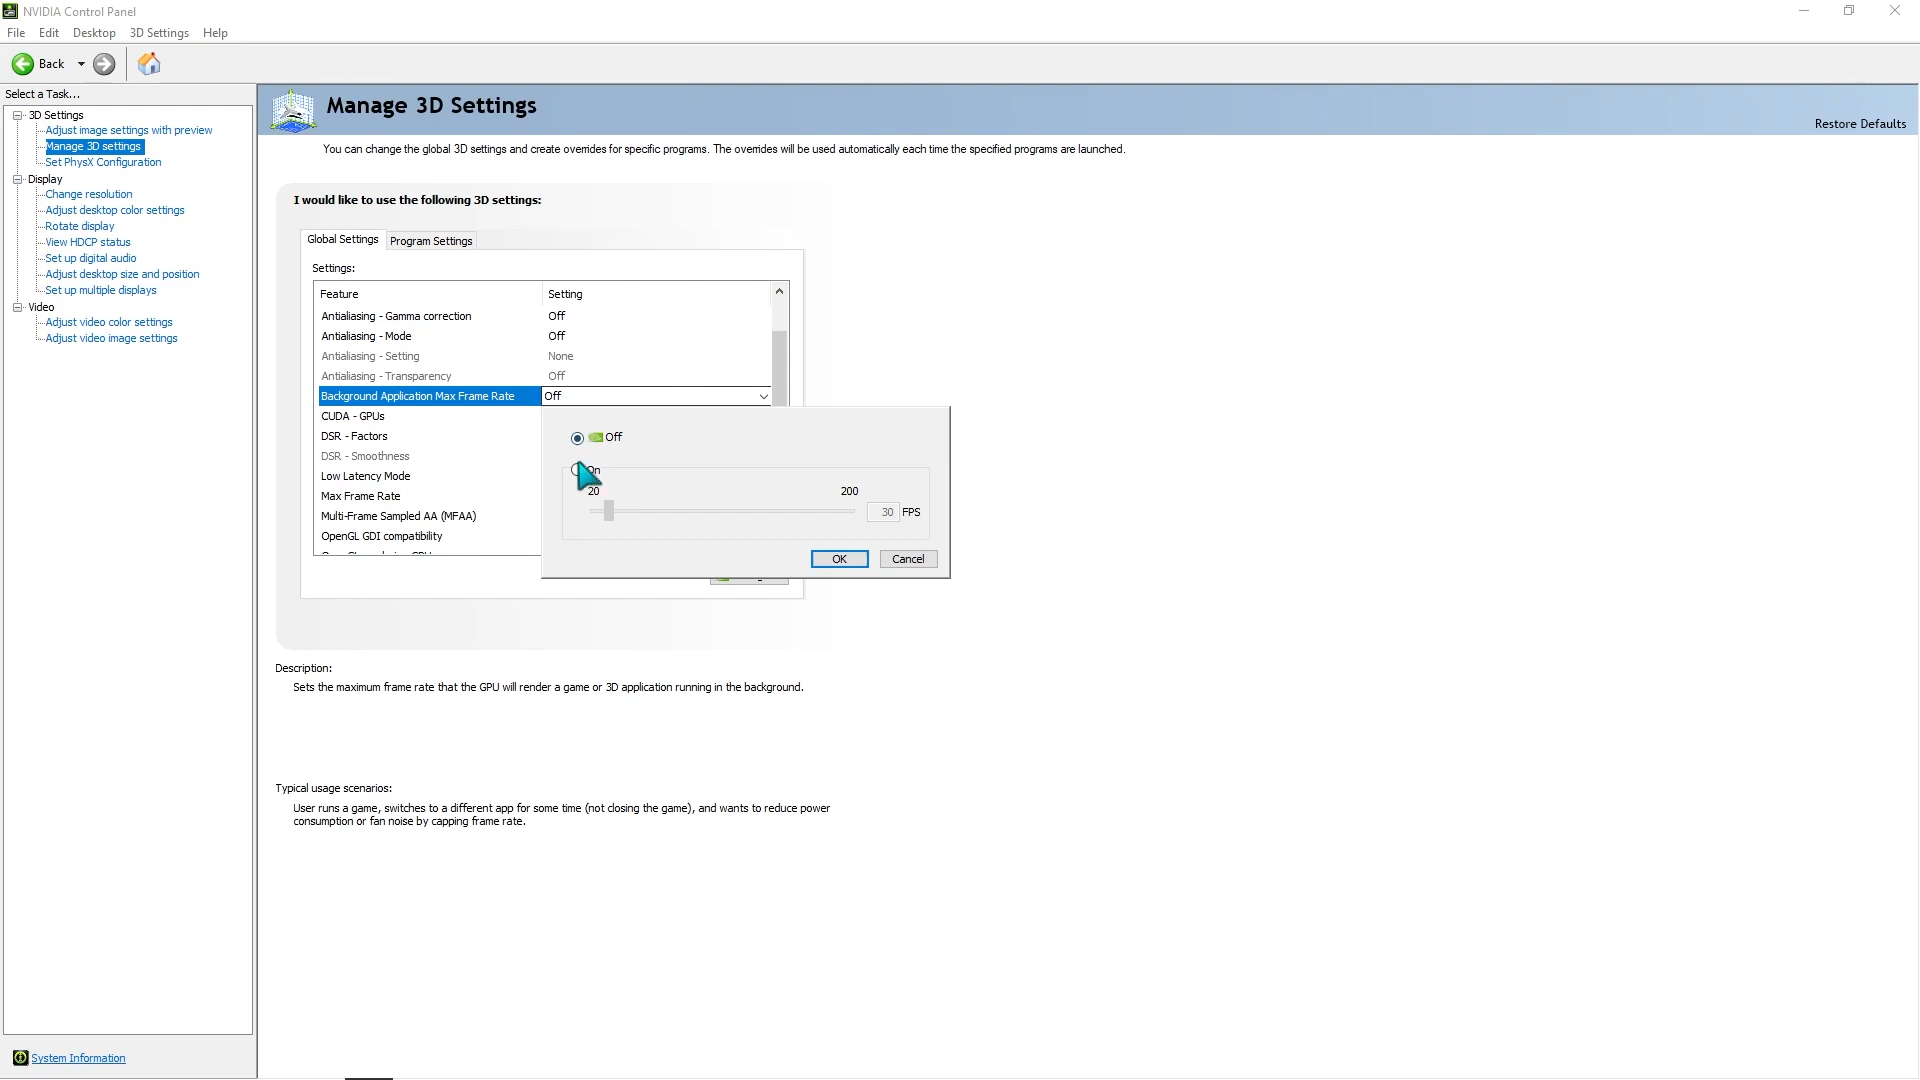 NVIDIA Control Panel
File Edit Desktop 3D Settings Help
Back
Select a Task...
3D Settings
Adjust image settings with preview
Manage 3D settings
Set PhysX Configuration
Display
Change resolution
Adjust desktop color settings
Rotate display
View HDCP status
Set up digital audio
Adjust desktop size and position
Set up multiple displays
Video
Adjust video color settings
Adjust video image settings
System Information
Manage 3D Settings
Restore Defaults
You can change the global 3D settings and create overrides for specific programs. The overrides will be used automatically each time the specified programs are launched.
I would like to use the following 3D settings:
Global Settings Program Settings
Settings:
Feature Setting
Antialiasing - Gamma correction Off
Antialiasing - Mode Off
Antialiasing - Setting None
Antialiasing - Transparency Off
Background Application Max Frame Rate Off
CUDA - GPUs
DSR - Factors
DSR - Smoothness
Low Latency Mode
Max Frame Rate
Multi-Frame Sampled AA (MFAA)
OpenGL GDI compatibility
Off
On
20 200
30 FPS
OK Cancel
Description:
Sets the maximum frame rate that the GPU will render a game or 3D application running in the background.
Typical usage scenarios:
User runs a game, switches to a different app for some time (not closing the game), and wants to reduce power
consumption or fan noise by capping frame rate.